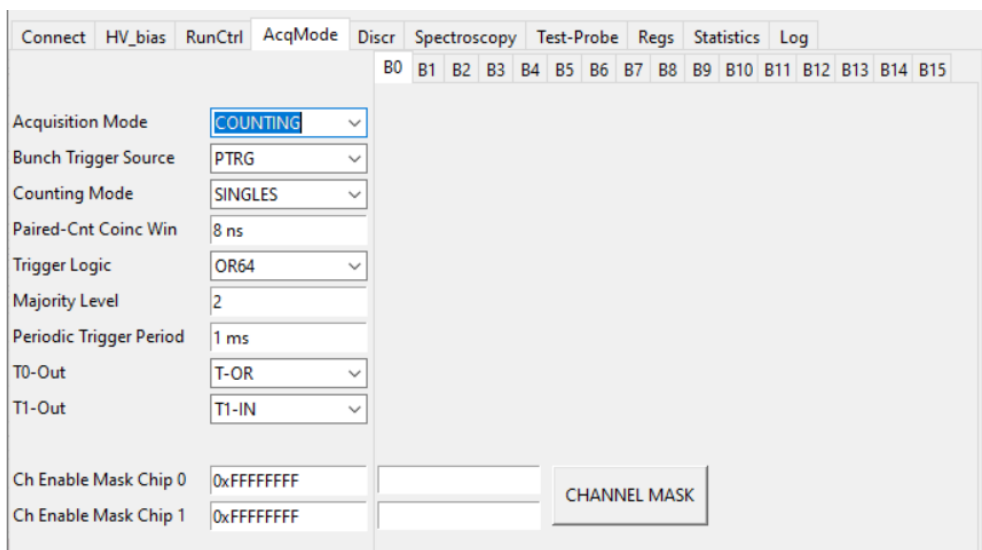 Connect HV_bias RunCtrl AcqMode Discr Spectroscopy Test-Probe Regs Statistics Log
B0 B1 B2 B3 B4 B5 B6 B7 B8 B9 B10 B11 B12 B13 B14 B15
Acquisition Mode COUNTING
Bunch Trigger Source PTRG
Counting Mode SINGLES
Paired-Cnt Coinc Win 8 ns
Trigger Logic OR64
Majority Level 2
Periodic Trigger Period 1 ms
T0-Out T-OR
T1-Out T1-IN
Ch Enable Mask Chip 0 0xFFFFFFFF
CHANNEL MASK
Ch Enable Mask Chip 1 0xFFFFFFFF